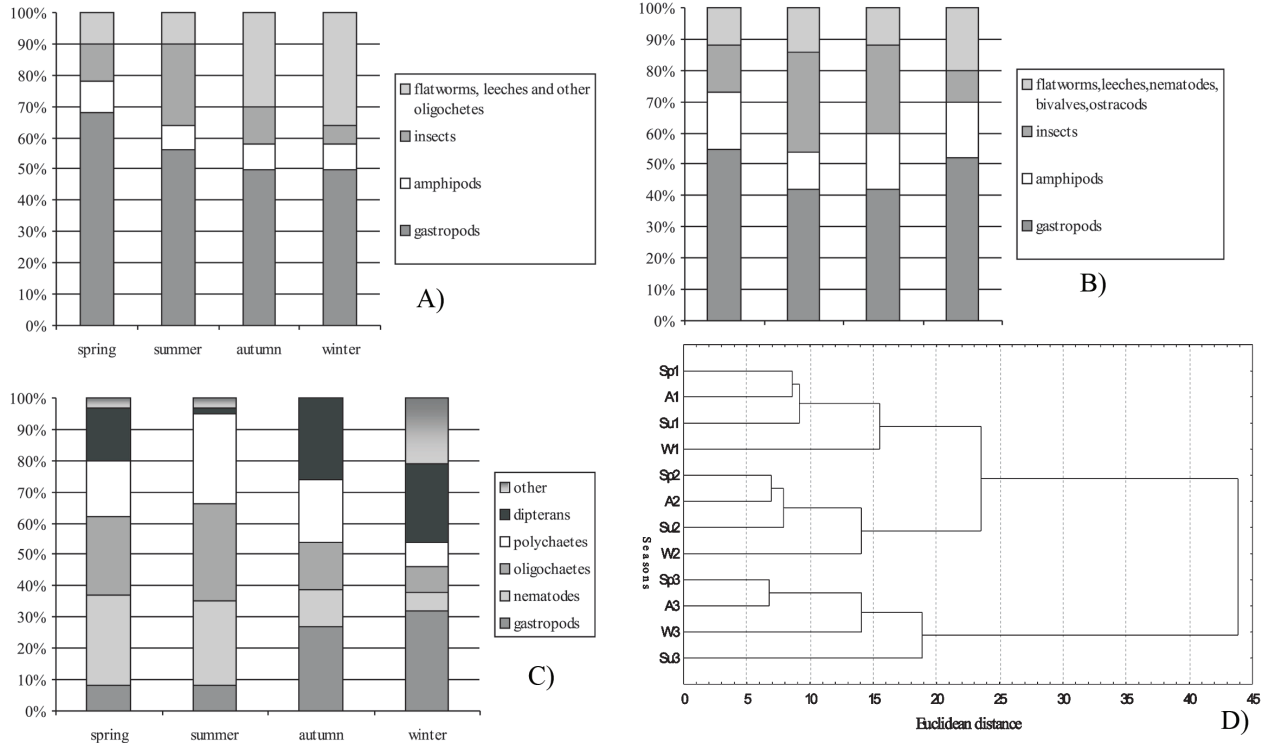 100%
90%
80%
70%
60%
50%
40%
30%
20%
10%
0%
spring summer autumn winter
flatworms, leeches and other
oligochetes
insects
amphipods
gastropods
A)
100%
90%
80%
70%
60%
50%
40%
30%
20%
10%
0%
flatworms,leeches,nematodes,
bivalves,ostracods
insects
amphipods
gastropods
B)
100%
90%
80%
70%
60%
50%
40%
30%
20%
10%
0%
spring summer autumn winter
other
dipterans
polychaetes
oligochaetes
nematodes
gastropods
C)
Seasons
Sp1
A1
Su1
W1
Sp2
A2
Su2
W2
Sp3
A3
W3
Su3
0 5 10 15 20 25 30 35 40 45
Euclidean distance
D)